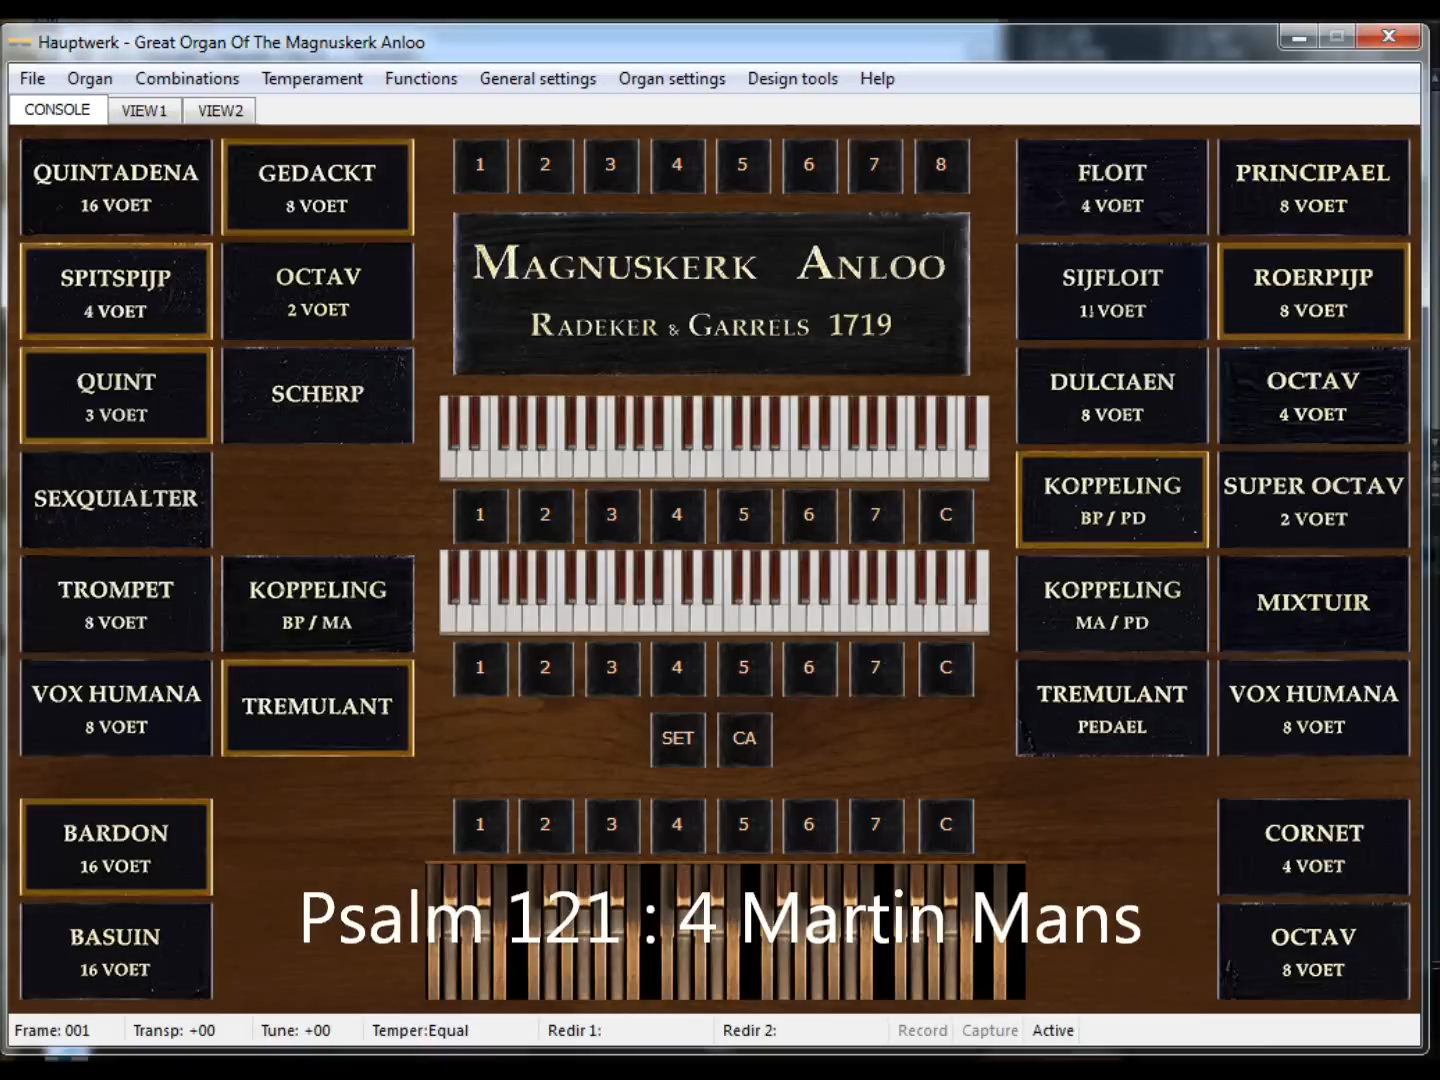 Hauptwerk - Great Organ Of The Magnuskerk Anloo
File Organ Combinations Temperament Functions General settings Organ settings Design tools Help
CONSOLE VIEW1 VIEW2
QUINTADENA
16 VOET
GEDACKT
8 VOET
SPITSPIJP
4 VOET
OCTAV
2 VOET
QUINT
3 VOET
SCHERP
SEXQUIALTER
TROMPET
8 VOET
KOPPELING
BP / MA
VOX HUMANA
8 VOET
TREMULANT
BARDON
16 VOET
BASUIN
16 VOET
1 2 3 4 5 6 7 8
MAGNUSKERK ANLOO
RADEKER & GARRELS 1719
1 2 3 4 5 6 7 C
1 2 3 4 5 6 7 C
SET CA
1 2 3 4 5 6 7 C
Psalm 121 : 4 Martin Mans
FLOIT
4 VOET
PRINCIPAEL
8 VOET
SIJFLOIT
1½ VOET
ROERPIJP
8 VOET
DULCIAEN
8 VOET
OCTAV
4 VOET
KOPPELING
BP / PD
SUPER OCTAV
2 VOET
KOPPELING
MA / PD
MIXTUIR
TREMULANT
PEDAEL
VOX HUMANA
8 VOET
CORNET
4 VOET
OCTAV
8 VOET
Frame: 001 Transp: +00 Tune: +00 Temper:Equal Redir 1: Redir 2: Record Capture Active